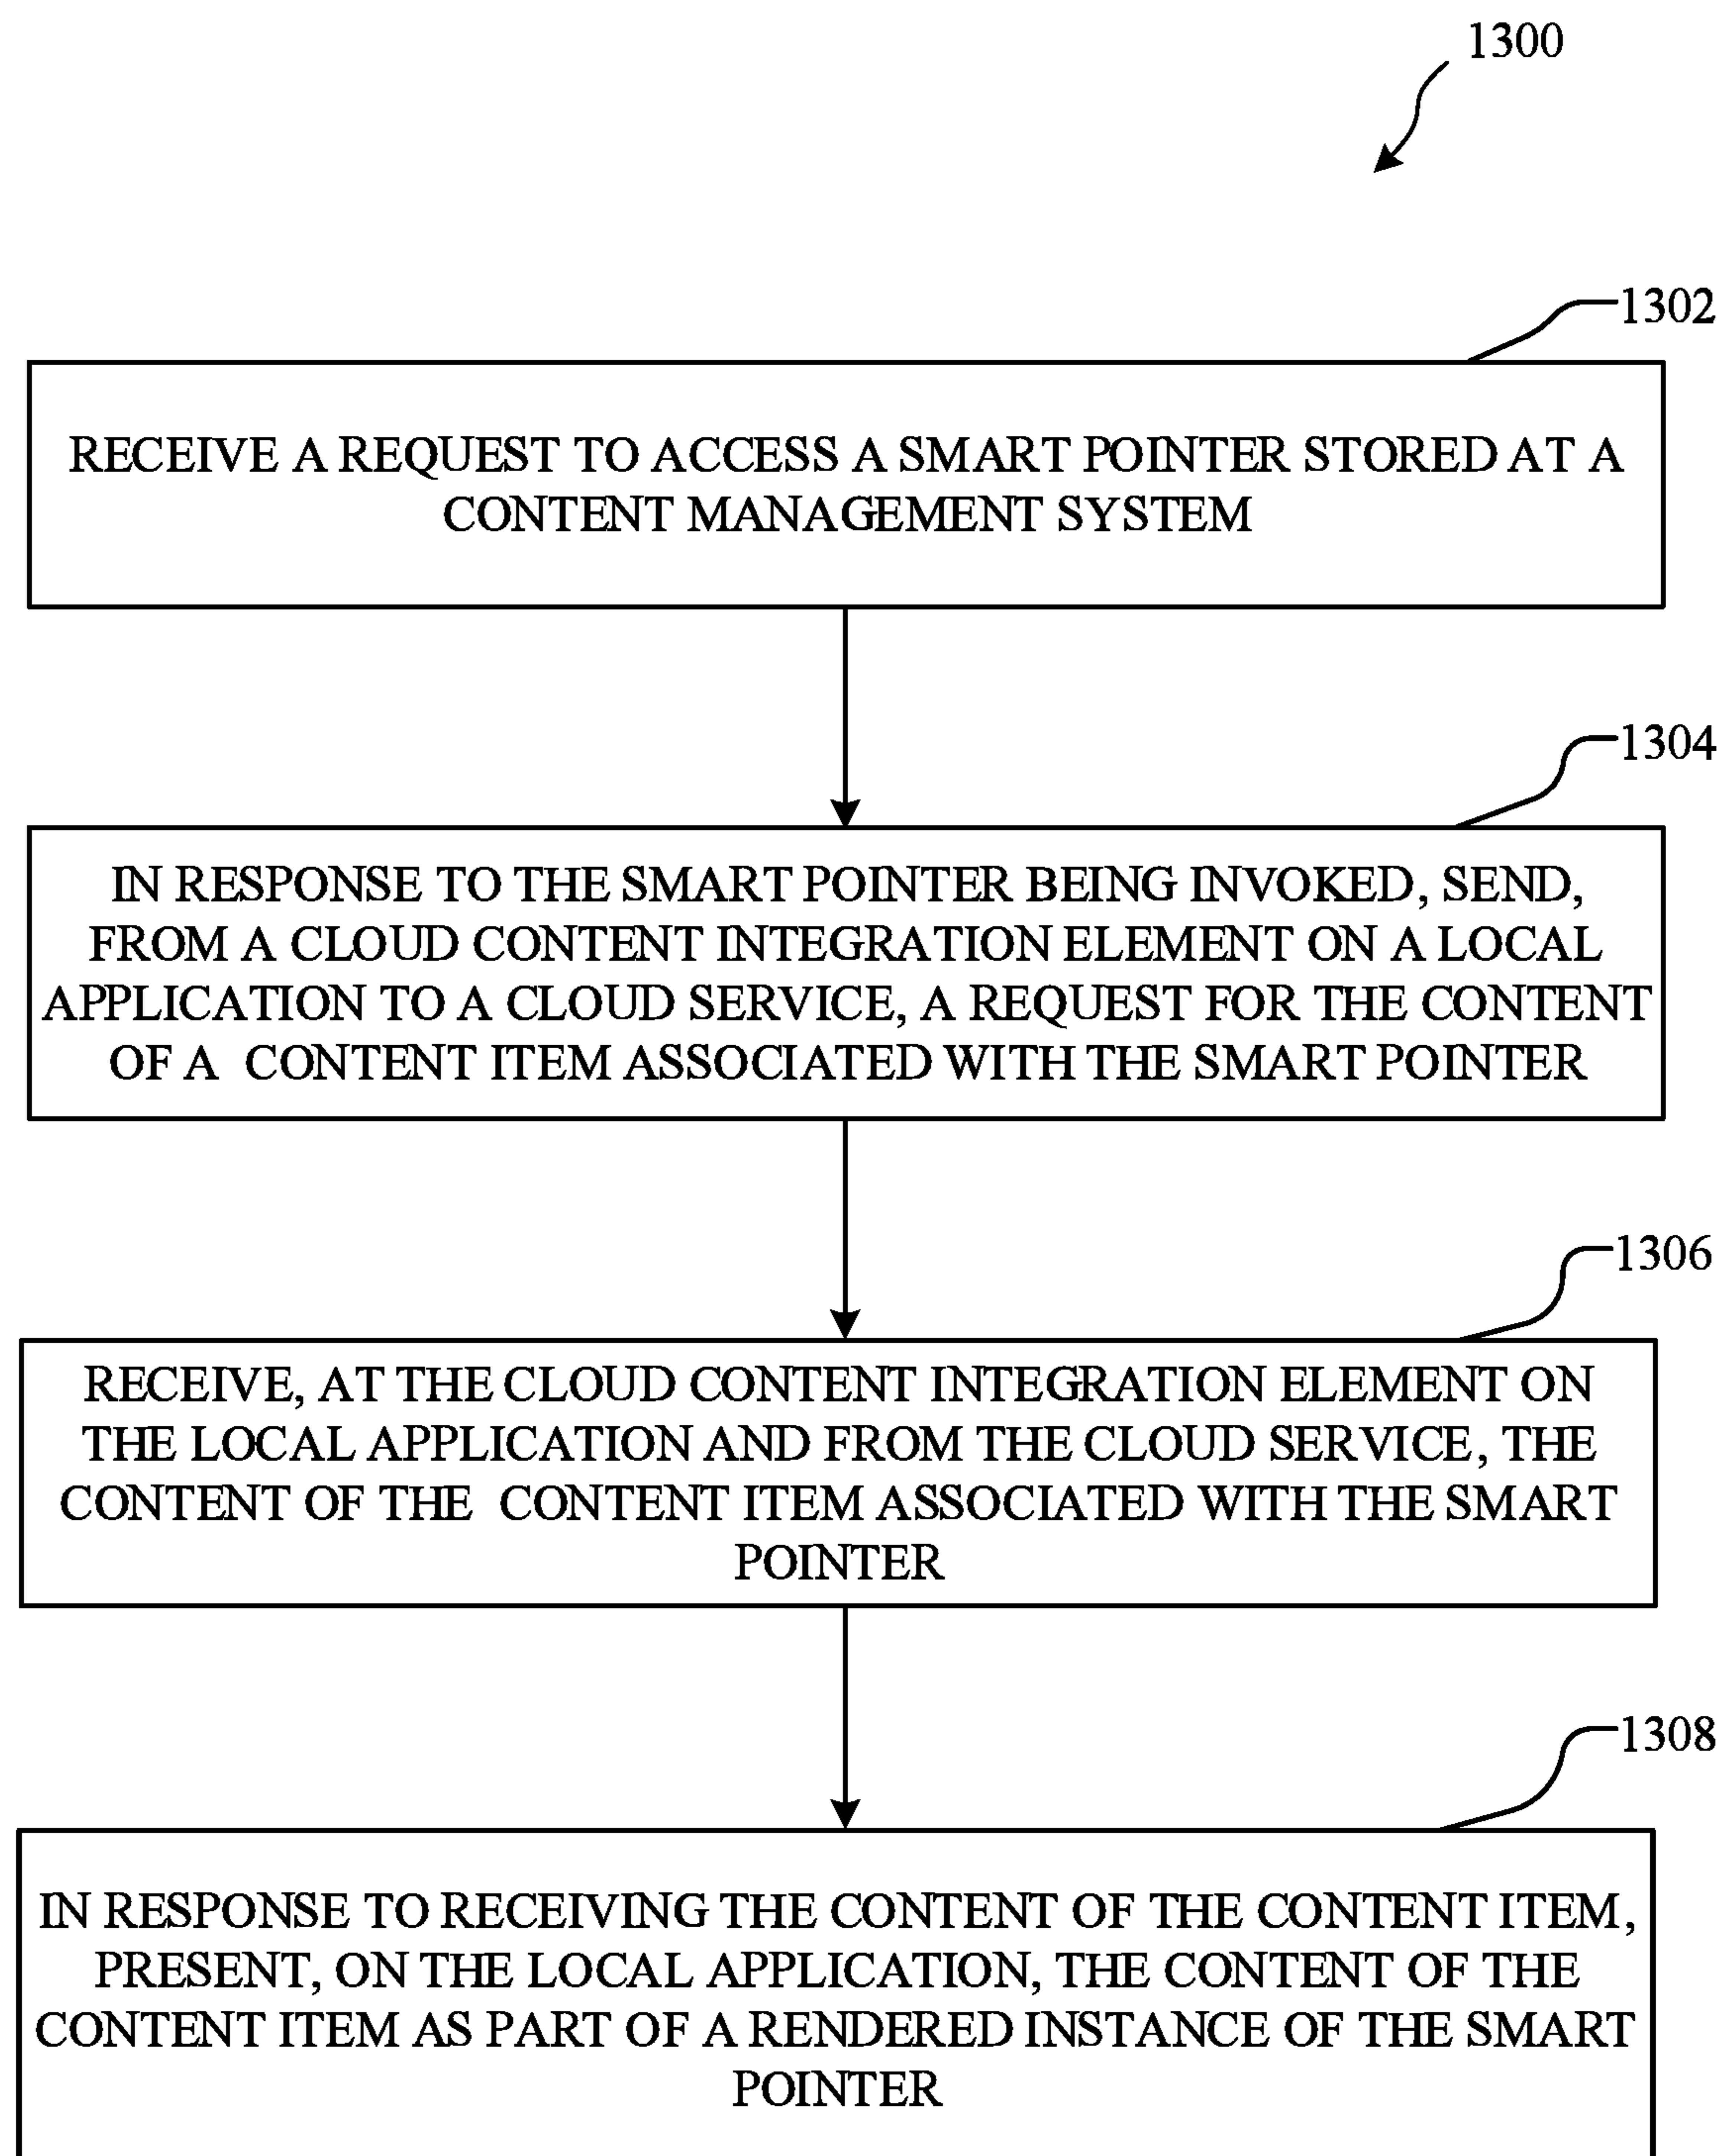 1300
1302
RECEIVE A REQUEST TO ACCESS A SMART POINTER STORED AT A
CONTENT MANAGEMENT SYSTEM
1304
IN RESPONSE TO THE SMART POINTER BEING INVOKED, SEND,
FROM A CLOUD CONTENT INTEGRATION ELEMENT ON A LOCAL
APPLICATION TO A CLOUD SERVICE, A REQUEST FOR THE CONTENT
OF A CONTENT ITEM ASSOCIATED WITH THE SMART POINTER
1306
RECEIVE, AT THE CLOUD CONTENT INTEGRATION ELEMENT ON
THE LOCAL APPLICATION AND FROM THE CLOUD SERVICE, THE
CONTENT OF THE CONTENT ITEM ASSOCIATED WITH THE SMART
POINTER
1308
IN RESPONSE TO RECEIVING THE CONTENT OF THE CONTENT ITEM,
PRESENT, ON THE LOCAL APPLICATION, THE CONTENT OF THE
CONTENT ITEM AS PART OF A RENDERED INSTANCE OF THE SMART
POINTER